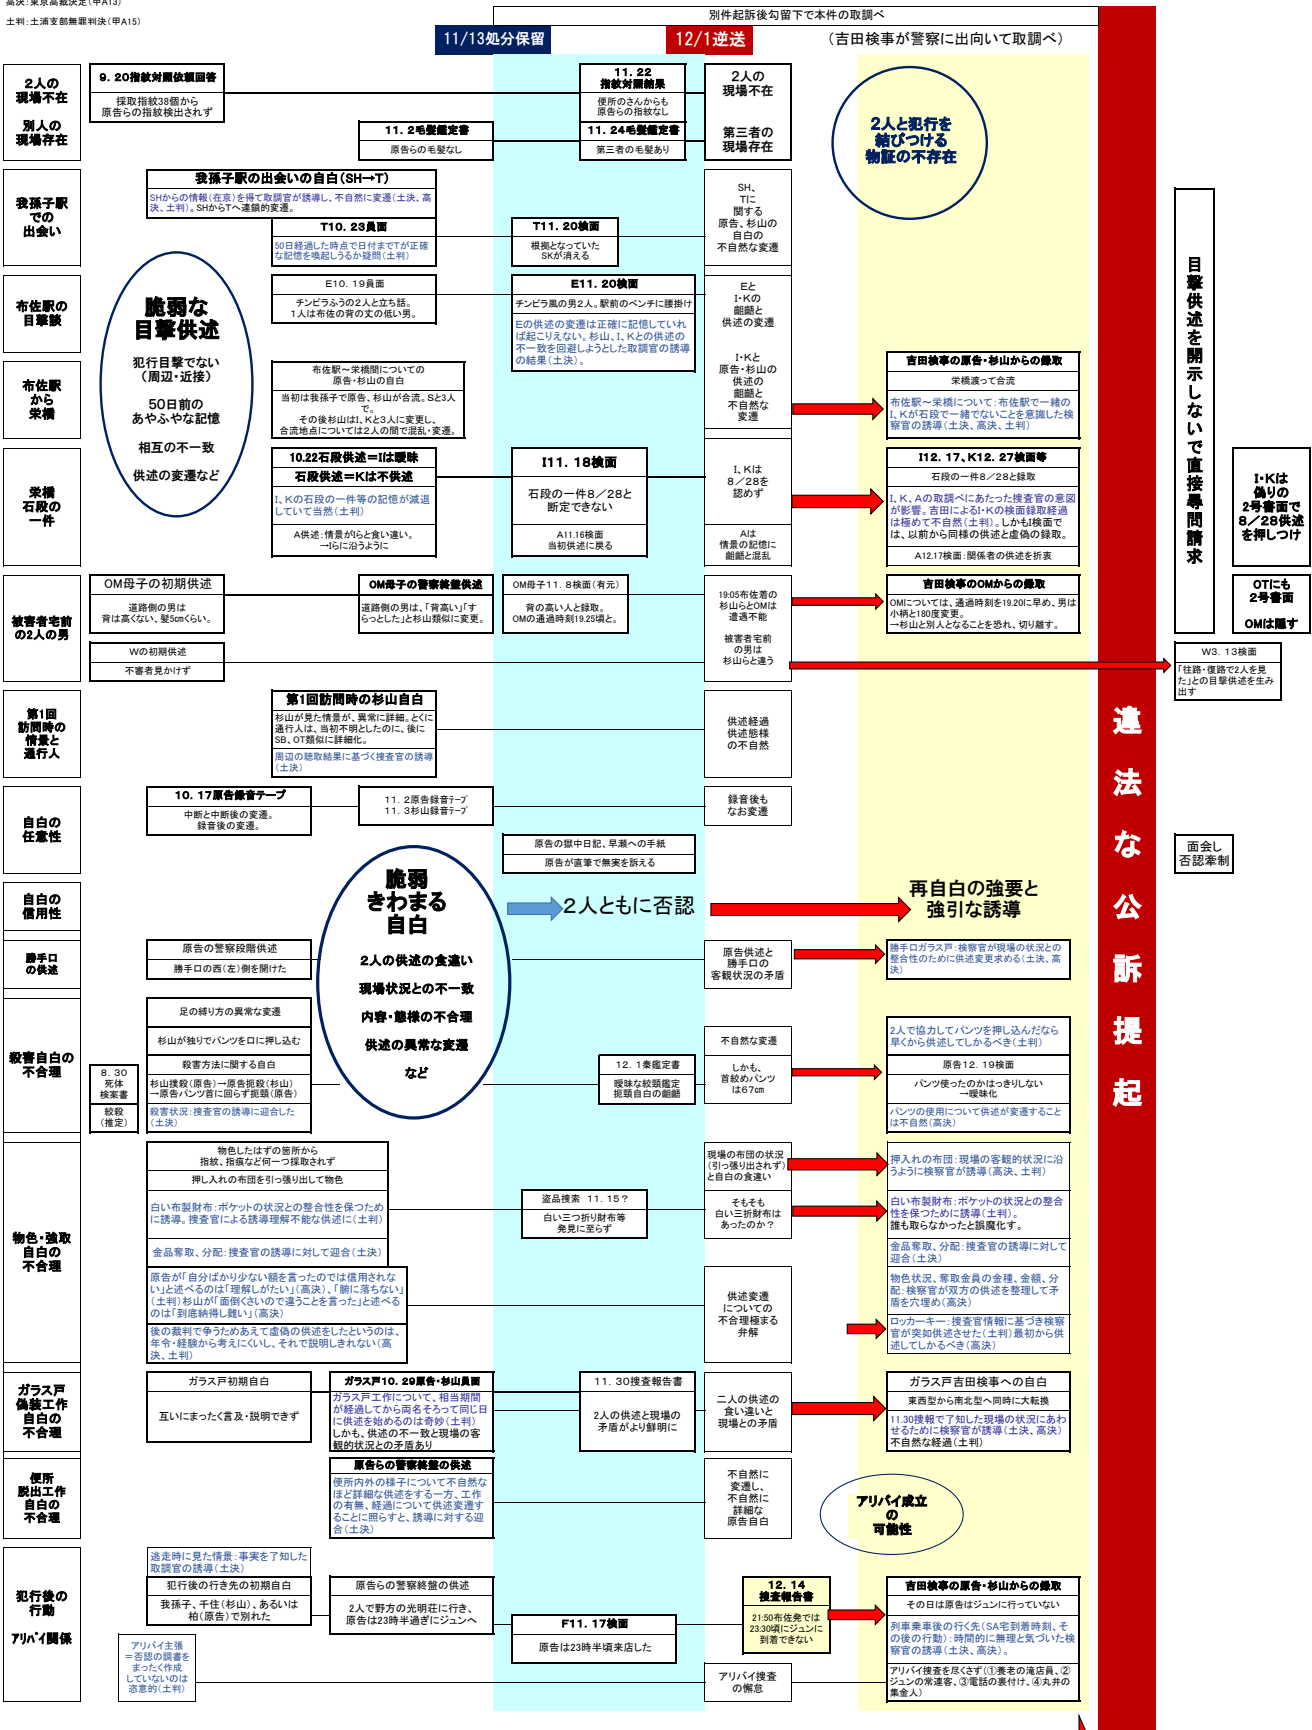 高決：東京高裁決定（甲A13）
土判：土浦支部無罪判決（甲A15）
別件起訴後勾留下で本件の取調べ
11/13処分保留
12/1逆送
（吉田検事が警察に出向いて取調べ）
2人の
現場不在
別人の
現場存在
9．20指紋対照依頼回答
採取指紋38個から
原告らの指紋検出されず
11．22
指紋対照結果
便所のさんからも
原告らの指紋なし
11．2毛髪鑑定書
原告らの毛髪なし
11．24毛髪鑑定書
第三者の毛髪あり
2人の
現場不在
第三者の
現場存在
2人と犯行を
結びつける
物証の不存在
我孫子駅
での
出会い
我孫子駅の出会いの自白（SH→T）
SHからの情報（在京）を得て取調官が誘導し、不自然に変遷（土決、高
決、土判）。SHからTへ連鎖的変遷。
T10．23員面
50日経過した時点で日付までTが正確
な記憶を喚起しうるか疑問（土判）
T11．20検面
根拠となっていた
SKが消える
SH、
Tに
関する
原告、杉山の
自白の
不自然な変遷
布佐駅の
目撃談
脆弱な
目撃供述
犯行目撃でない
（周辺・近接）
50日前の
あやふやな記憶
相互の不一致
供述の変遷など
E10．19員面
チンピラふうの2人と立ち話。
1人は布佐の背の丈の低い男。
E11．20検面
チンピラ風の男2人。駅前のベンチに腰掛け
Eの供述の変遷は正確に記憶していれ
ば起こりえない。杉山、I、Kとの供述の
不一致を回避しようとした取調官の誘導
の結果（土決）。
Eと
I・Kの
齟齬と
供述の変遷
I・Kと
原告・杉山の
供述の
齟齬と
不自然な
変遷
布佐駅
から
栄橋
布佐駅～栄橋間についての
原告・杉山の自白
当初は我孫子で原告、杉山が合流。Sと3人
で。
その後杉山はI、Kと3人に変更し、
合流地点については2人の間で混乱・変遷。
吉田検事の原告・杉山からの録取
栄橋渡って合流
布佐駅～栄橋について：布佐駅で一緒の
I、Kが石段で一緒でないことを意識した検
察官の誘導（土決、高決、土判）
目撃供述を開示しないで直接尋問請求
栄橋
石段の
一件
10.22石段供述＝Iは曖昧
石段供述＝Kは不供述
I、Kの石段の一件等の記憶が減退
していて当然（土判）
A供述：情景がIらと食い違い。
→Iらに沿うように
I11．18検面
石段の一件8／28と
断定できない
A11.16検面
当初供述に戻る
I、Kは
8／28を
認めず
Aは
情景の記憶に
齟齬と混乱
I12．17、K12．27検面等
石段の一件8／28と録取
I、K、Aの取調べにあたった捜査官の意図
が影響。吉田によるI・Kの検面録取経過
は極めて不自然（土判）。しかもI検面で
は、以前から同様の供述と虚偽の録取。
A12.17検面：関係者の供述を折衷
I・Kは
偽りの
2号書面で
8／28供述
を押しつけ
被害者宅前
の2人の男
OM母子の初期供述
道路側の男は
背は高くない、髪5cmくらい。
OM母子の警察終盤供述
道路側の男は、「背高い」「す
らっとした」と杉山類似に変更。
OM母子11．8検面（有元）
背の高い人と録取。
OMの通過時刻19.25頃と。
19:05布佐着の
杉山らとOMは
遭遇不能
被害者宅前
の男は
杉山らと違う
吉田検事のOMからの録取
OMについては、通過時刻を19.20に早め、男は
小柄と180度変更。
→杉山と別人となることを恐れ、切り離す。
OTにも
2号書面
OMは隠す
Wの初期供述
不審者見かけず
W3．13検面
「往路・復路で2人を見
た」との目撃供述を生み
出す
第1回
訪問時の
情景と
通行人
第1回訪問時の杉山自白
杉山が見た情景が、異常に詳細。とくに
通行人は、当初不明としたのに、後に
SB、OT類似に詳細化。
周辺の聴取結果に基づく捜査官の誘導
（土決）
供述経過
供述態様
の不自然
違法な公訴提起
自白の
任意性
10．17原告録音テープ
中断と中断後の変遷。
録音後の変遷。
11．2原告録音テープ
11．3杉山録音テープ
録音後も
なお変遷
原告の獄中日記、早瀬への手紙
原告が直筆で無実を訴える
面会し
否認牽制
自白の
信用性
脆弱
きわまる
自白
2人の供述の食違い
現場状況との不一致
内容・態様の不合理
供述の異常な変遷
など
2人ともに否認
再自白の強要と
強引な誘導
勝手口
の供述
原告の警察段階供述
勝手口の西（左）側を開けた
原告供述と
勝手口の
客観状況の矛盾
勝手口ガラス戸：検察官が現場の状況との
整合性のために供述変更求める（土決、高
決）
殺害自白の
不合理
8．30
死体
検案書
絞殺
（推定）
足の縛り方の異常な変遷
杉山が独りでパンツを口に押し込む
殺害方法に関する自白
杉山撲殺（原告）→原告扼殺（杉山）
→原告パンツ首に回らず扼頸（原告）
殺害状況：捜査官の誘導に迎合した
（土決）
12．1秦鑑定書
曖昧な絞頸鑑定
扼頸自白の齟齬
不自然な変遷
しかも、
首絞めパンツ
は67cm
2人で協力してパンツを押し込んだなら
早くから供述してしかるべき（土判）
原告12．19検面
パンツ使ったのかはっきりしない
→曖昧化
パンツの使用について供述が変遷すること
は不自然（高決）
物色・強取
自白の
不合理
物色したはずの箇所から
指紋、指痕など何一つ採取されず
押し入れの布団を引っ張り出して物色
白い布製財布：ポケットの状況との整合性を保つため
に誘導。捜査官による誘導理解不能な供述に（土判）
金品奪取、分配：捜査官の誘導に対して迎合（土決）
原告が「自分ばかり少ない額を言ったのでは信用されな
い」と述べるのは「理解しがたい」（高決）、「腑に落ちない」
（土判）杉山が「面倒くさいので違うことを言った」と述べる
のは「到底納得し難い」（高決）
後の裁判で争うためあえて虚偽の供述をしたというのは、
年令・経験から考えにくいし、それで説明しきれない（高
決、土判）
盗品捜索 11．15？
白い三つ折り財布等
発見に至らず
現場の布団の状況
（引っ張り出されず）
と自白の食違い
そもそも
白い三折財布は
あったのか？
供述変遷
についての
不合理極まる
弁解
押入れの布団：現場の客観的状況に沿
うように検察官が誘導（高決、土判）
白い布製財布：ポケットの状況との整合
性を保つために誘導（土判）。
誰も取らなかったと誤魔化す。
金品奪取、分配：捜査官の誘導に対して
迎合（土決）
物色状況、奪取金員の金種、金額、分
配：検察官が双方の供述を整理して矛
盾を穴埋め（高決）
ロッカーキー：捜査官情報に基づき検察
官が突如供述させた（土判）最初から供
述してしかるべき（高決）
ガラス戸
偽装工作
自白の
不合理
ガラス戸初期自白
互いにまったく言及・説明できず
ガラス戸10．29原告・杉山員面
ガラス戸工作について、相当期間
が経過してから両名そろって同じ日
に供述を始めるのは奇妙（土判）
しかも、供述の不一致と現場の客
観的状況との矛盾あり
11．30捜査報告書
2人の供述と現場の
矛盾がより鮮明に
二人の供述の
食い違いと
現場との矛盾
ガラス戸吉田検事へ自白
東西型から南北型へ同時に大転換
11.30捜報で了知した現場の状況にあわ
せるために検察官が誘導（土決、高決）
不自然な経過（土判）
便所
脱出工作
自白の
不合理
原告らの警察終盤の供述
便所内外の様子について不自然な
ほど詳細な供述をする一方、工作
の有無、経過について供述変遷す
ることに照らすと、誘導に対する迎
合（土決）
不自然に
変遷し、
不自然に
詳細な
原告自白
アリバイ成立
の
可能性
犯行後の
行動
アリバイ関係
逃走時に見た情景：事実を了知した
取調官の誘導（土決）
犯行後の行き先の初期自白
我孫子、千住（杉山）、あるいは
柏（原告）で別れた
原告らの警察終盤の供述
2人で野方の光明荘に行き、
原告は23時半過ぎにジュンへ
F11．17検面
原告は23時半頃来店した
12．14
捜査報告書
21:50布佐発では
23:30頃にジュンに
到着できない
吉田検事の原告・杉山からの録取
その日は原告はジュンに行っていない
列車乗車後の行く先（SA宅到着時刻、そ
の後の行動）：時間的に無理と気づいた検
察官の誘導（土決、高決）。
アリバイ捜査を尽くさず（①養老の滝店員、②
ジュンの常連客、③電話の裏付け、④丸井の
集金人）
アリバイ主張
＝否認の調書を
まったく作成
していないのは
恣意的（土判）
アリバイ捜査
の懈怠